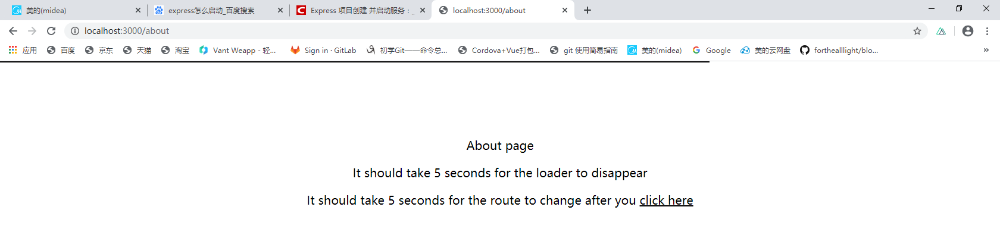 美的(midea)
express怎么启动_百度搜索
Express 项目创建 并启动服务：_
localhost:3000/about
localhost:3000/about
应用 百度 京东 天猫 淘宝 Vant Weapp - 轻... Sign in · GitLab 初学Git——命令总... Cordova+Vue打包... git 使用简易指南 美的(midea) Google 美的云网盘 forthealllight/blo... »
About page
It should take 5 seconds for the loader to disappear
It should take 5 seconds for the route to change after you click here